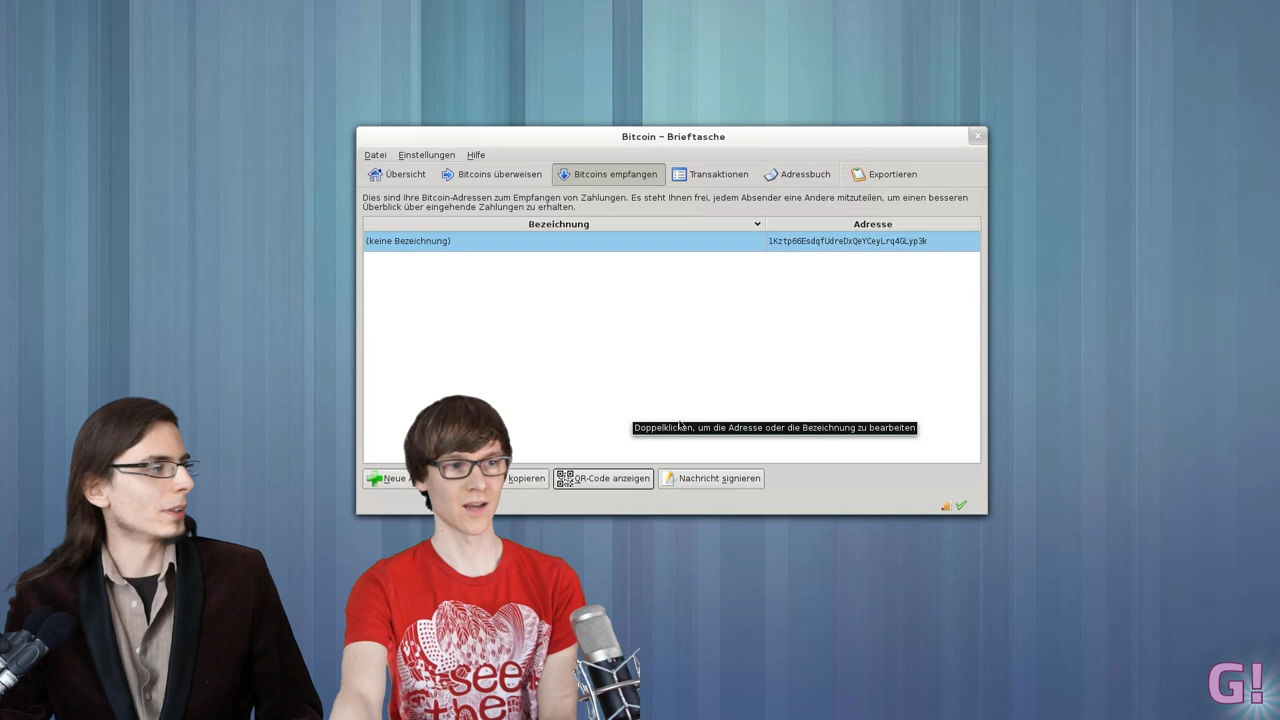 Bitcoin – Brieftasche
Datei Einstellungen Hilfe
Übersicht Bitcoins überweisen Bitcoins empfangen Transaktionen Adressbuch Exportieren
Dies sind Ihre Bitcoin-Adressen zum Empfangen von Zahlungen. Es steht Ihnen frei, jedem Absender eine Andere mitzuteilen, um einen besseren
Überblick über eingehende Zahlungen zu erhalten.
Bezeichnung Adresse
(keine Bezeichnung) 1Kztp66EsdqfUdreDxQeYCeyLrq4GLyp3k
Doppelklicken, um die Adresse oder die Bezeichnung zu bearbeiten
Neue kopieren QR-Code anzeigen Nachricht signieren
see
the
G!